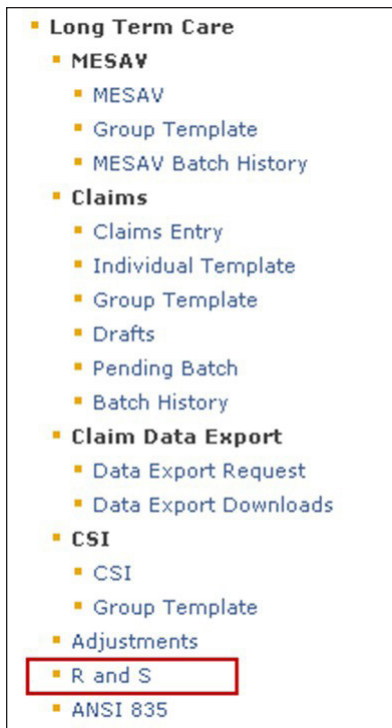 Long Term Care
MESAV
MESAV
Group Template
MESAV Batch History
Claims
Claims Entry
Individual Template
Group Template
Drafts
Pending Batch
Batch History
Claim Data Export
Data Export Request
Data Export Downloads
CSI
CSI
Group Template
Adjustments
R and S
ANSI 835